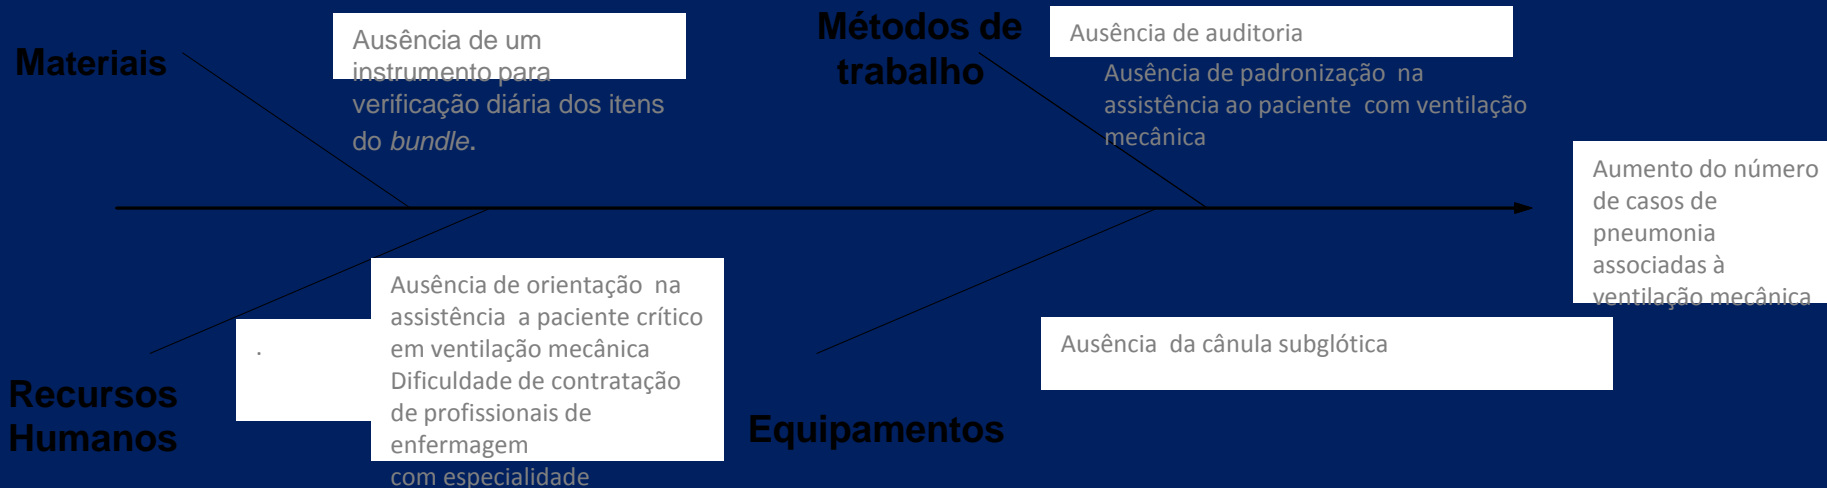 Materiais
Ausência de um
instrumento para
verificação diária dos itens
do bundle.
Métodos de
trabalho
Ausência de auditoria
Ausência de padronização na
assistência ao paciente com ventilação
mecânica
Aumento do número
de casos de
pneumonia
associadas à
ventilação mecânica
Recursos
Humanos
.
Ausência de orientação na
assistência a paciente crítico
em ventilação mecânica
Dificuldade de contratação
de profissionais de
enfermagem
com especialidade
Equipamentos
Ausência da cânula subglótica